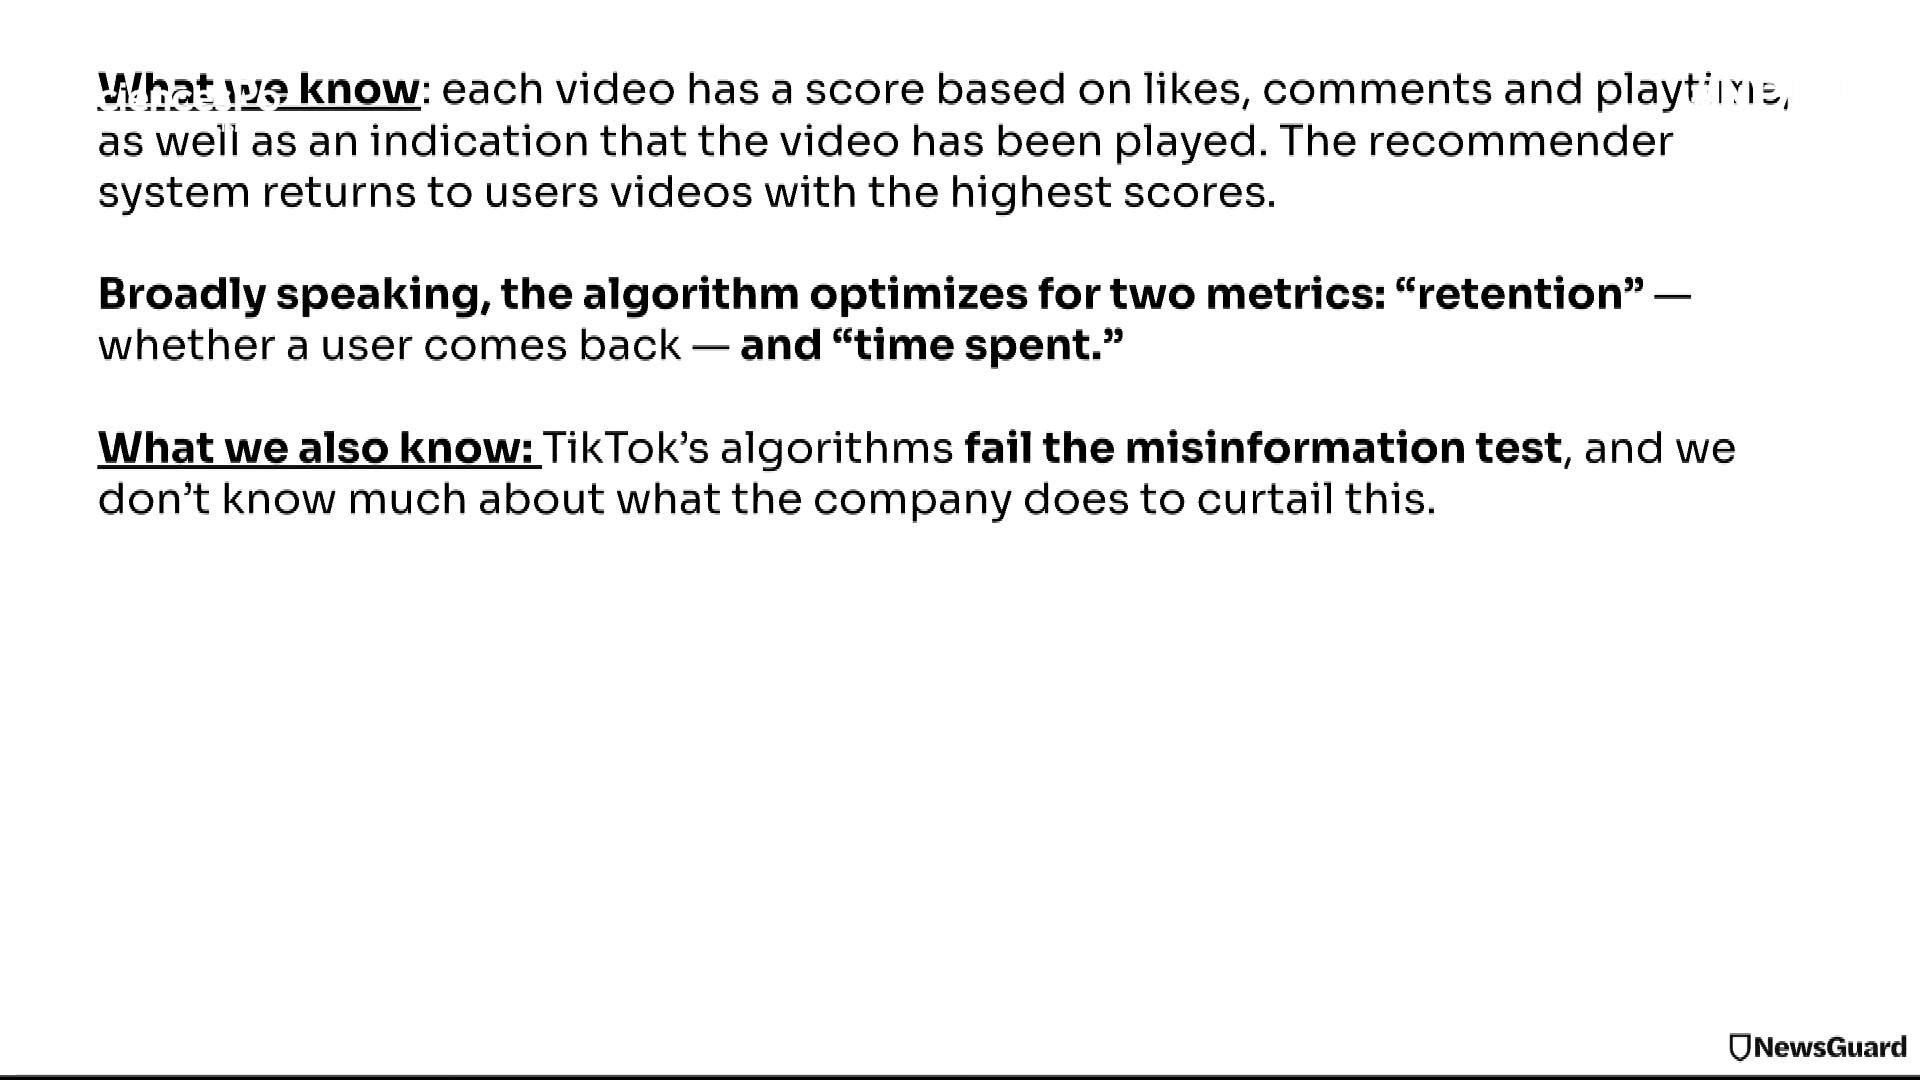 What we know: each video has a score based on likes, comments and playtime,
as well as an indication that the video has been played. The recommender
system returns to users videos with the highest scores.
Broadly speaking, the algorithm optimizes for two metrics: “retention” —
whether a user comes back — and “time spent.”
What we also know: TikTok’s algorithms fail the misinformation test, and we
don’t know much about what the company does to curtail this.
NewsGuard